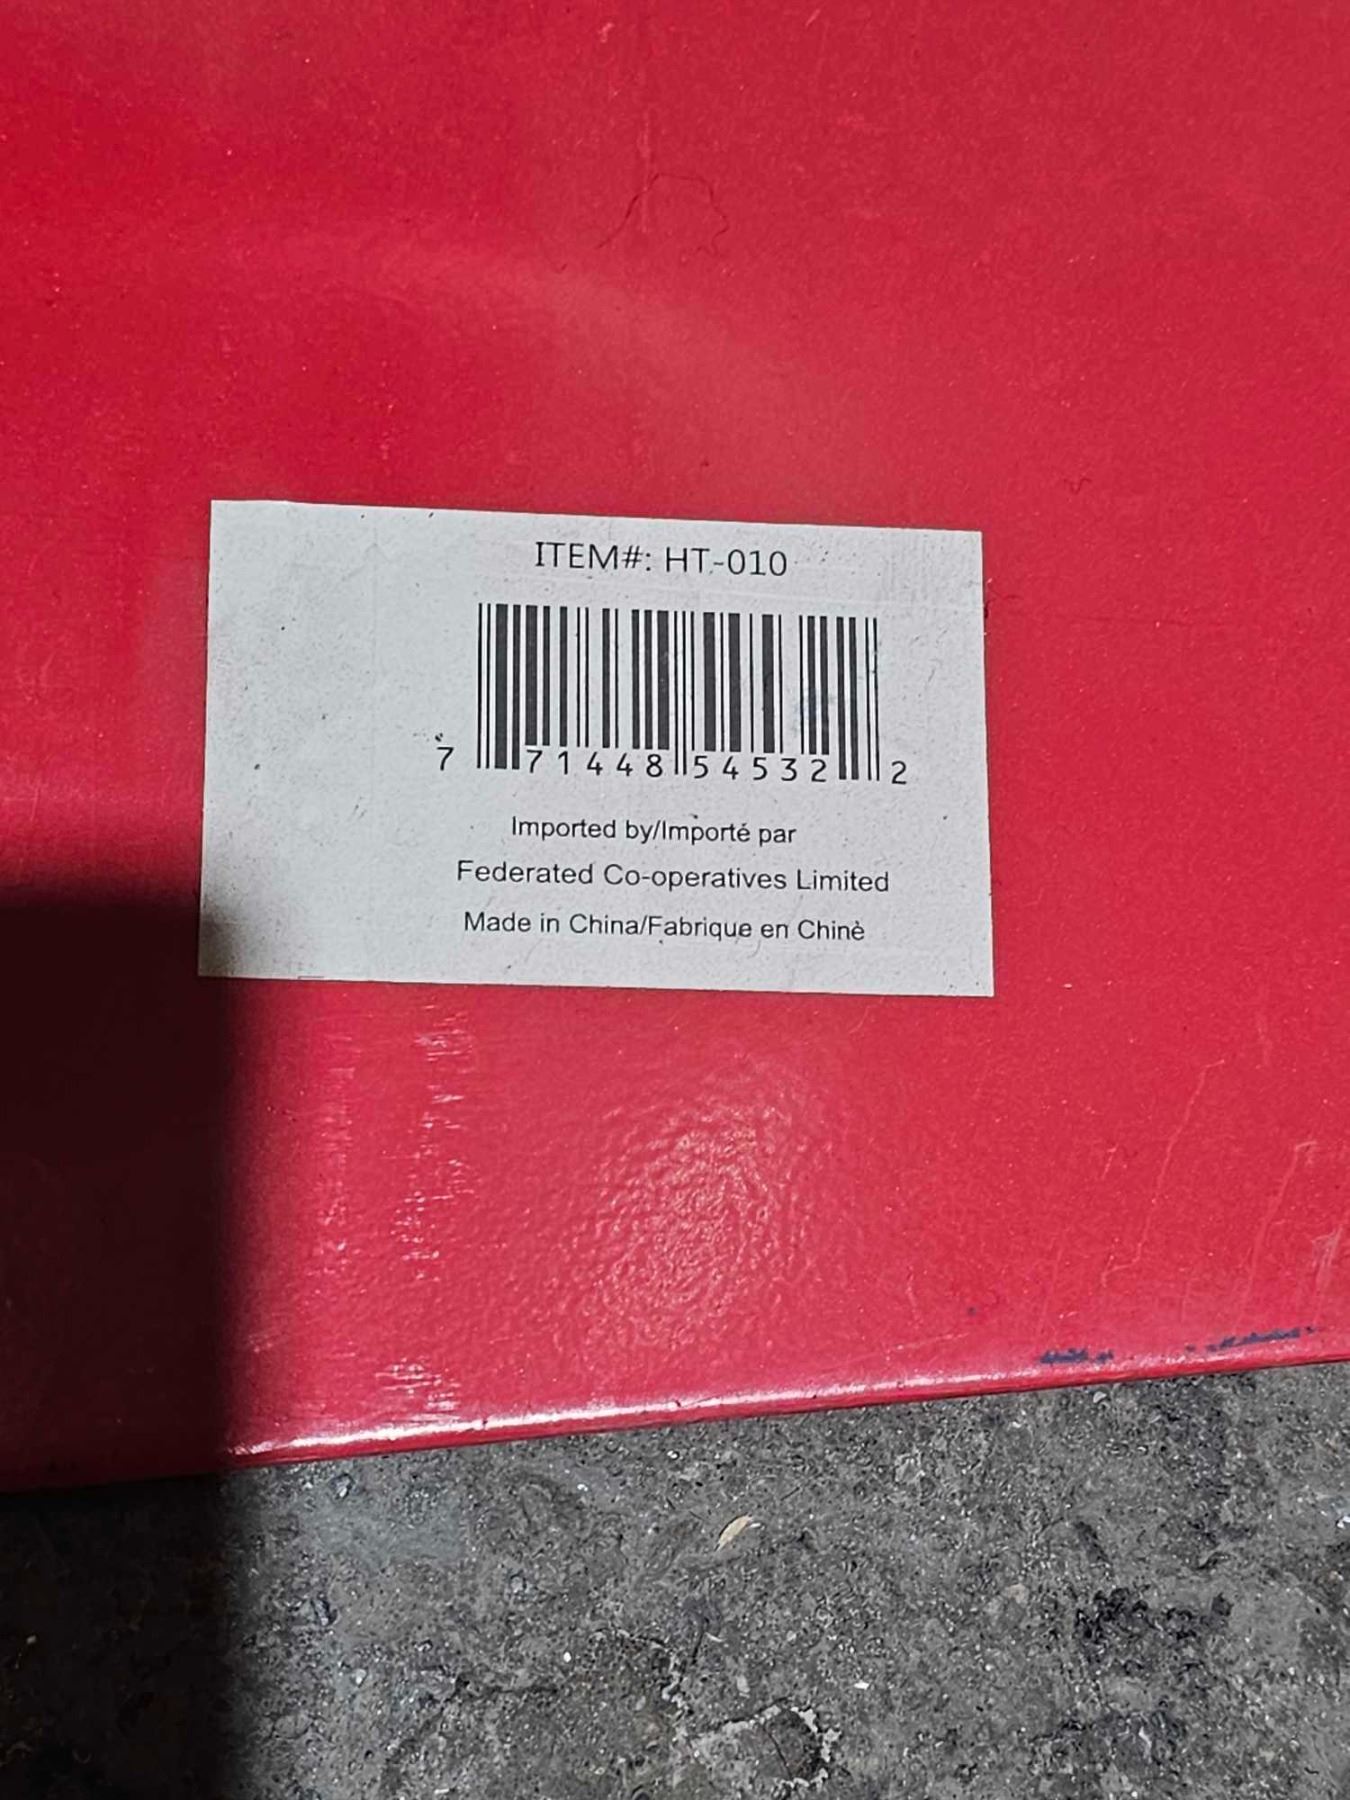 ITEM#: HT-010
7 71448 54532 2
Imported by/Importé par
Federated Co-operatives Limited
Made in China/Fabrique en Chine